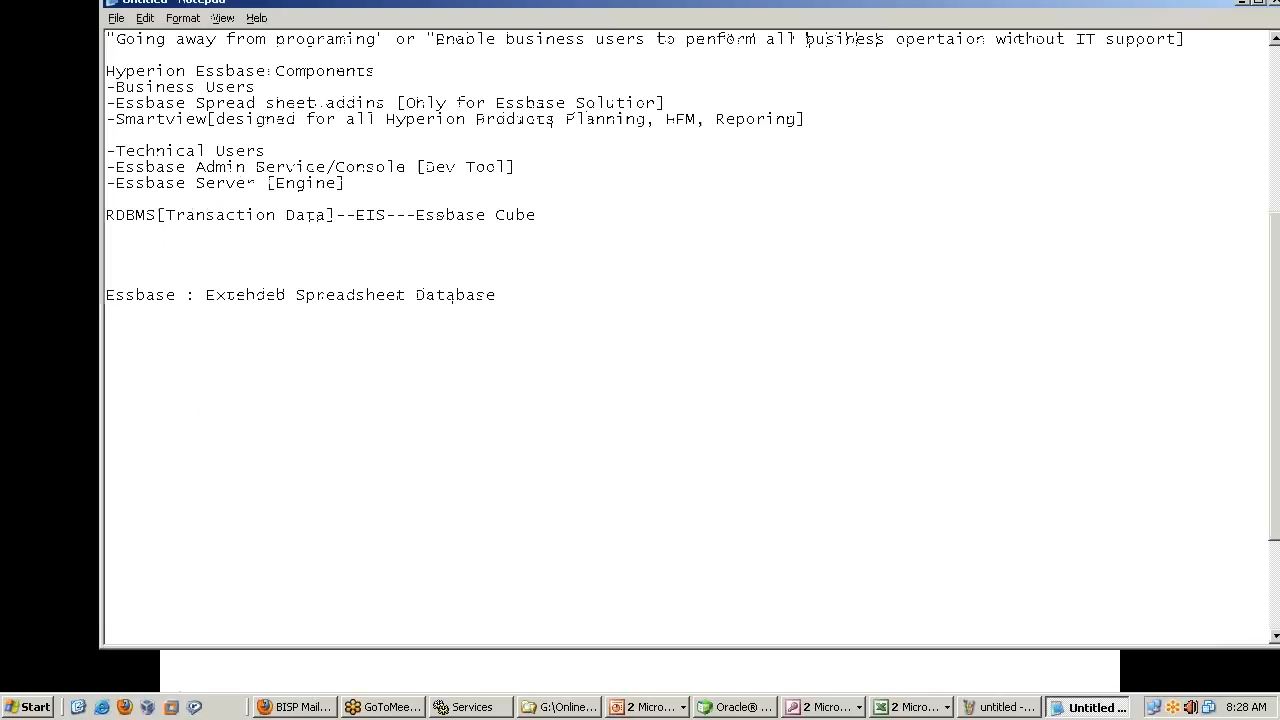 Untitled - Notepad
File Edit Format View Help
"Going away from programing" or "Enable business users to perform all business opertaion without IT support]
Hyperion Essbase Components
-Business Users
-Essbase Spread sheet addins [Only for Essbase Solution]
-Smartview[designed for all Hyperion Products Planning, HFM, Reporing]
-Technical Users
-Essbase Admin Service/Console [Dev Tool]
-Essbase Server [Engine]
RDBMS[Transaction Data]--EIS---Essbase Cube
Essbase : Extended Spreadsheet Database
Start BISP Mail... GoToMee... Services G:\Online... 2 Micro... Oracle® ... 2 Micro... 2 Micro... untitled -... Untitled ... 8:28 AM